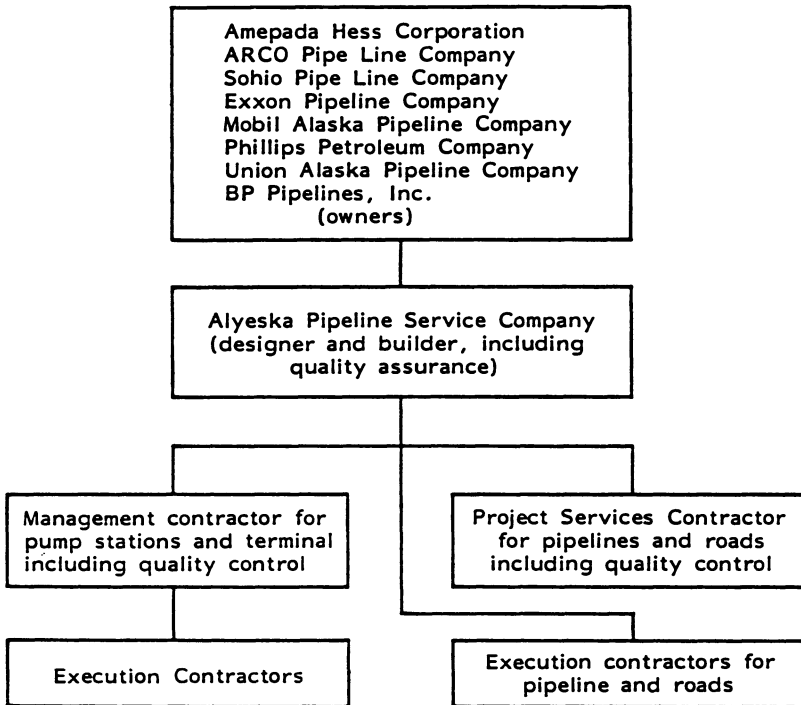 Amepada Hess Corporation
ARCO Pipe Line Company
Sohio Pipe Line Company
Exxon Pipeline Company
Mobil Alaska Pipeline Company
Phillips Petroleum Company
Union Alaska Pipeline Company
BP Pipelines, Inc.
(owners)
Alyeska Pipeline Service Company
(designer and builder, including
quality assurance)
Management contractor for
pump stations and terminal
including quality control
Project Services Contractor
for pipelines and roads
including quality control
Execution Contractors
Execution contractors for
pipeline and roads